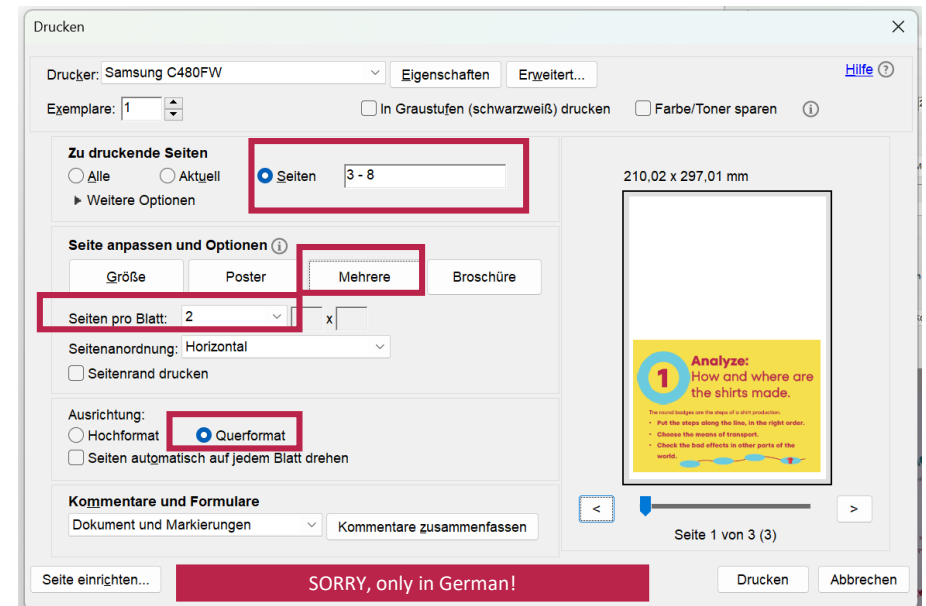 Drucken
Drucker: Samsung C480FW Eigenschaften Erweitert... Hilfe
Exemplare: 1 In Graustufen (schwarzweiß) drucken Farbe/Toner sparen
Zu druckende Seiten
Alle Aktuell Seiten 3 - 8
Weitere Optionen
Seite anpassen und Optionen
Größe Poster Mehrere Broschüre
Seiten pro Blatt: 2 x
Seitenanordnung: Horizontal
Seitenrand drucken
Ausrichtung:
Hochformat Querformat
Seiten automatisch auf jedem Blatt drehen
Kommentare und Formulare
Dokument und Markierungen Kommentare zusammenfassen
210,02 x 297,01 mm
1
Analyze:
How and where are
the shirts made.
The round badges are the steps of a shirt production.
• Put the steps along the line, in the right order.
• Choose the means of transport.
• Check the bad effects in other parts of the
world.
< >
Seite 1 von 3 (3)
Seite einrichten... SORRY, only in German! Drucken Abbrechen